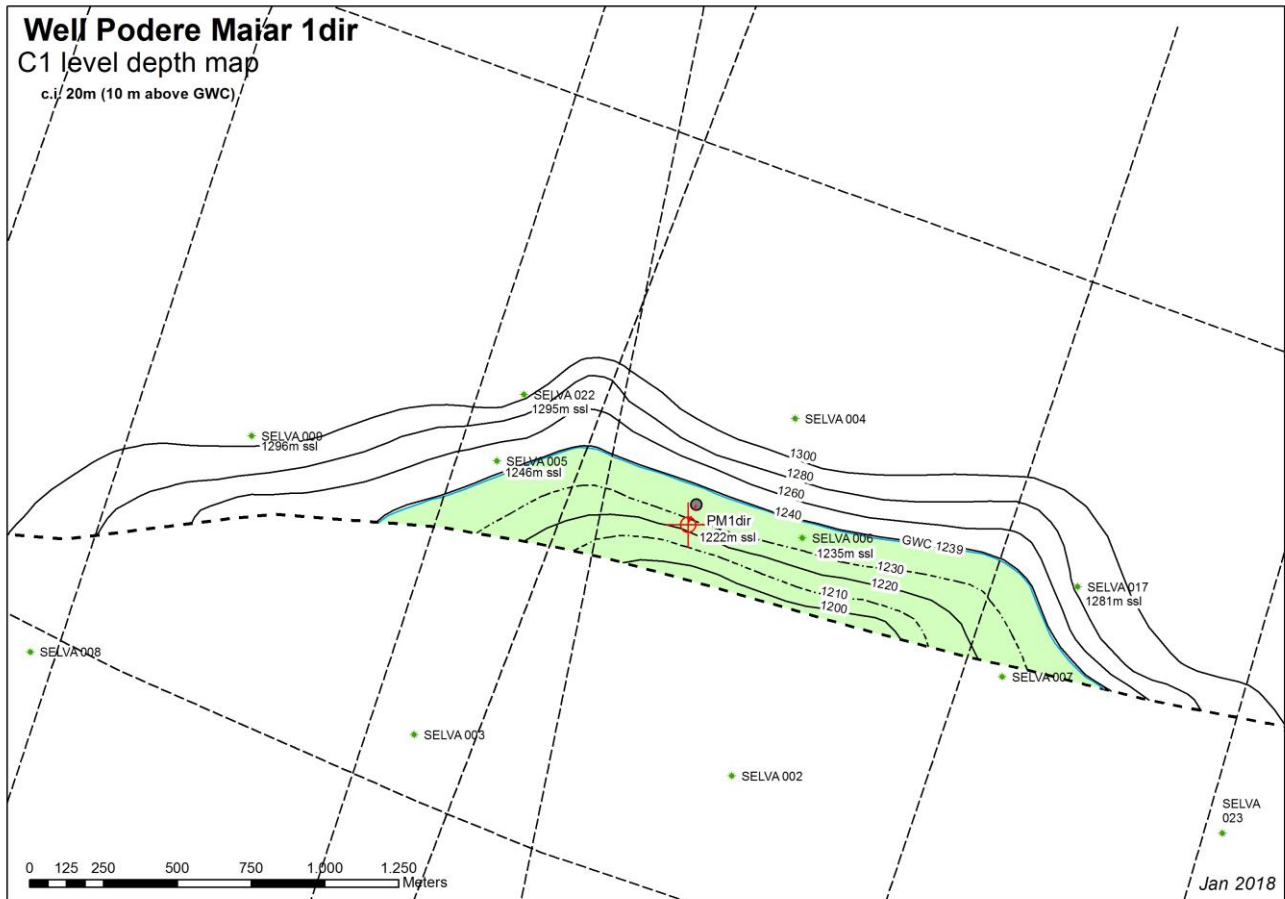 Well Podere Maiar 1dir
C1 level depth map
c.i. 20m (10 m above GWC)
SELVA 022
1295m ssl
SELVA 004
SELVA 009
1296m ssl
1300
SELVA 005
1246m ssl
1280
1260
1240
PM1dir
1222m ssl
SELVA 006
1235m ssl
GWC 1239
1230
1220
1210
1200
SELVA 017
1281m ssl
SELVA 008
SELVA 007
SELVA 003
SELVA 002
SELVA
023
0 125 250 500 750 1.000 1.250
Meters
Jan 2018